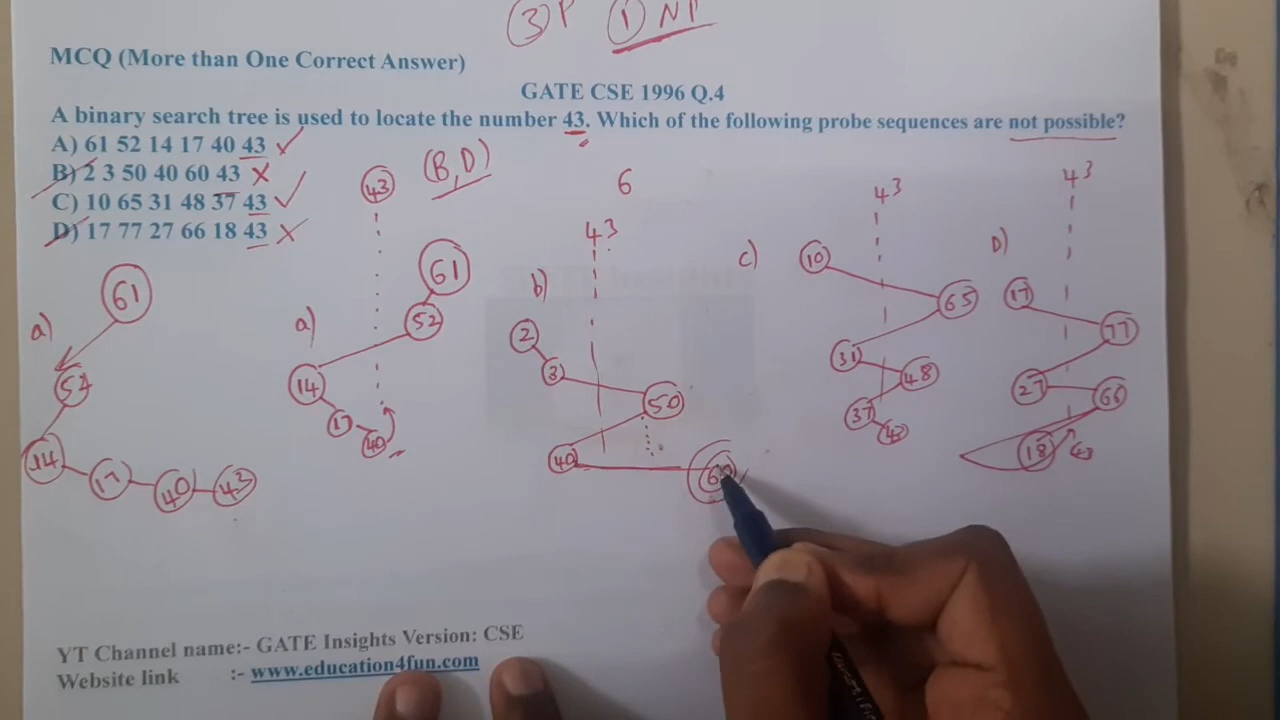 ③ P ① NP
MCQ (More than One Correct Answer)
GATE CSE 1996 Q.4
A binary search tree is used to locate the number 43. Which of the following probe sequences are not possible?
A) 61 52 14 17 40 43 ✓
B) 2 3 50 40 60 43 ✗
C) 10 65 31 48 37 43 ✓
D) 17 77 27 66 18 43 ✗
(B, D)
a)
61
52
14
17
40
43
a)
43
61
52
14
17
40
6
b)
43
2
3
50
40
c)
43
10
65
31
48
37
43
D)
43
17
77
27
66
18
43
YT Channel name:- GATE Insights Version: CSE
Website link :- www.education4fun.com